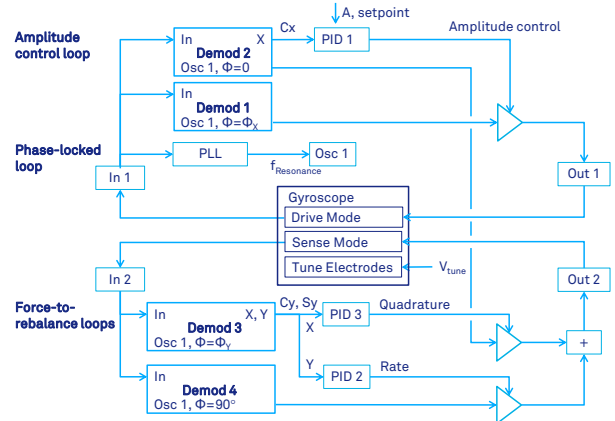 A, setpoint
Amplitude control loop
In X
Demod 2
Osc 1, Φ=0
Cx
PID 1
Amplitude control
In
Demod 1
Osc 1, Φ=Φ_X
Phase-locked loop
PLL
f_Resonance
Osc 1
In 1
Out 1
Gyroscope
Drive Mode
Sense Mode
Tune Electrodes
V_tune
In 2
Out 2
Force-to-rebalance loops
In X, Y
Demod 3
Osc 1, Φ=Φ_Y
Cy, Sy
X
PID 3
Quadrature
+
Y
PID 2
Rate
In
Demod 4
Osc 1, Φ=90°